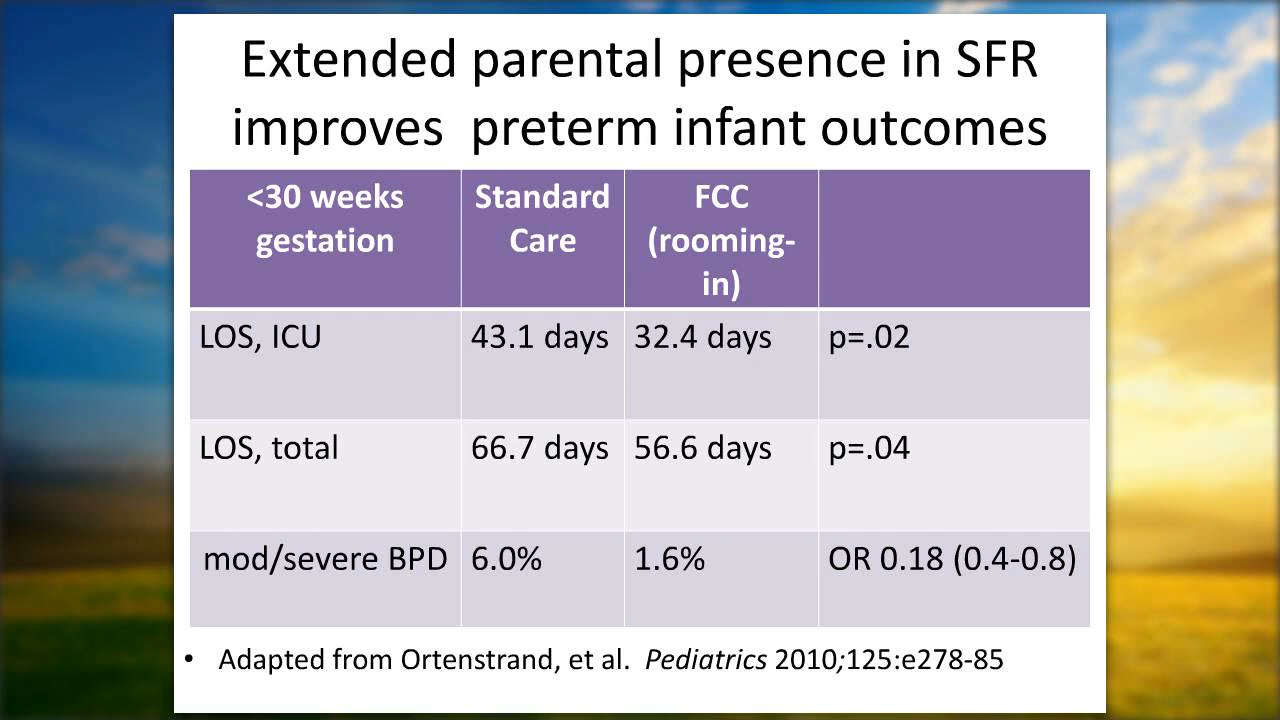 Extended parental presence in SFR
improves  preterm infant outcomes
<30 weeks
gestation
Standard
Care
FCC
(rooming-
in)
LOS, ICU 43.1 days 32.4 days p=.02
LOS, total 66.7 days 56.6 days p=.04
mod/severe BPD 6.0% 1.6% OR 0.18 (0.4-0.8)
• Adapted from Ortenstrand, et al.  Pediatrics 2010;125:e278-85